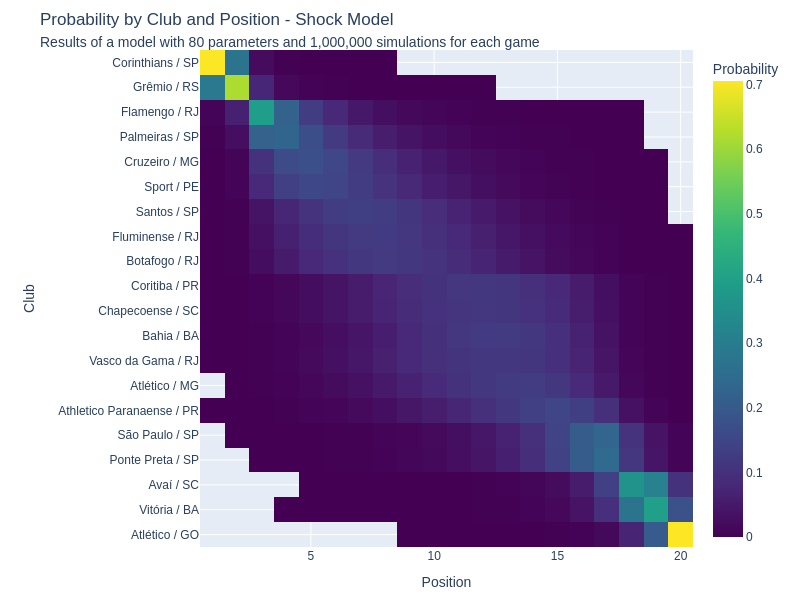 Probability by Club and Position - Shock Model
Results of a model with 80 parameters and 1,000,000 simulations for each game
Probability
Corinthians / SP
Grêmio / RS
Flamengo / RJ
Palmeiras / SP
Cruzeiro / MG
Sport / PE
Santos / SP
Fluminense / RJ
Botafogo / RJ
Coritiba / PR
Chapecoense / SC
Bahia / BA
Vasco da Gama / RJ
Atlético / MG
Athletico Paranaense / PR
São Paulo / SP
Ponte Preta / SP
Avaí / SC
Vitória / BA
Atlético / GO
Club
5
10
15
20
Position
0.7
0.6
0.5
0.4
0.3
0.2
0.1
0